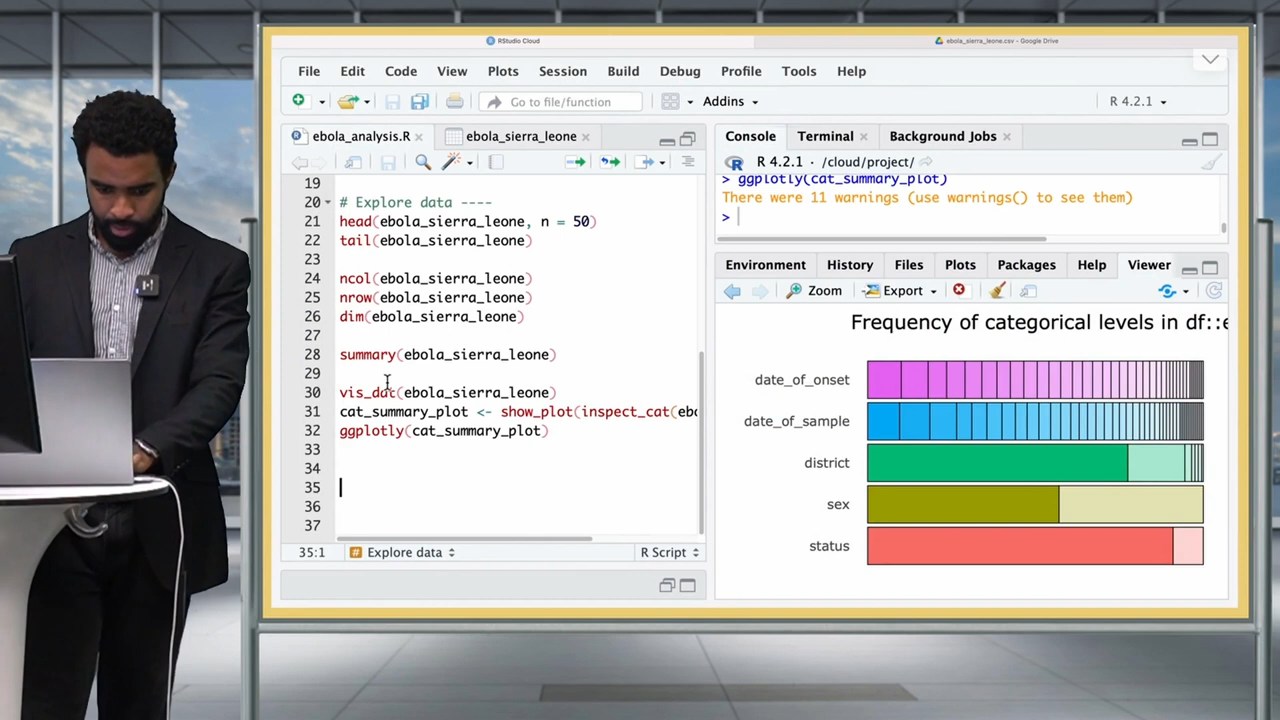 RStudio Cloud
ebola_sierra_leone.csv - Google Drive
File Edit Code View Plots Session Build Debug Profile Tools Help
Go to file/function Addins R 4.2.1
ebola_analysis.R ebola_sierra_leone
19
20 # Explore data ----
21 head(ebola_sierra_leone, n = 50)
22 tail(ebola_sierra_leone)
23
24 ncol(ebola_sierra_leone)
25 nrow(ebola_sierra_leone)
26 dim(ebola_sierra_leone)
27
28 summary(ebola_sierra_leone)
29
30 vis_dat(ebola_sierra_leone)
31 cat_summary_plot <- show_plot(inspect_cat(ebo
32 ggplotly(cat_summary_plot)
33
34
35
36
37
35:1 # Explore data R Script
Console Terminal Background Jobs
R R 4.2.1 · /cloud/project/
> ggplotly(cat_summary_plot)
There were 11 warnings (use warnings() to see them)
>
Environment History Files Plots Packages Help Viewer
Zoom Export
Frequency of categorical levels in df::e
date_of_onset
date_of_sample
district
sex
status